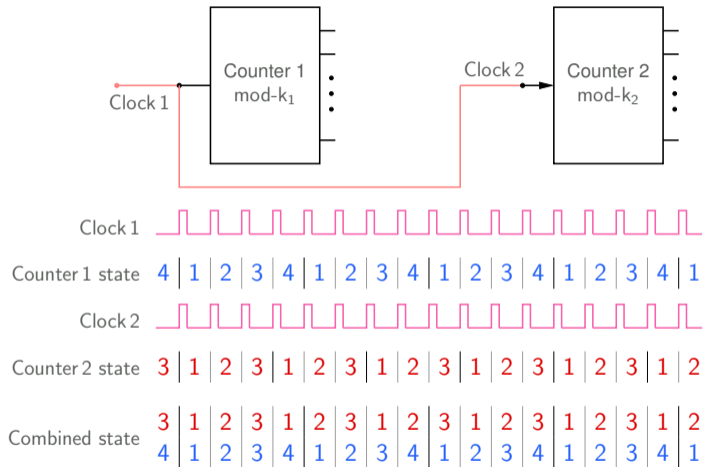 Counter 1
mod-k₁
Clock 1
Clock 2
Counter 2
mod-k₂
Clock 1
Counter 1 state 4 1 2 3 4 1 2 3 4 1 2 3 4 1 2 3 4 1
Clock 2
Counter 2 state 3 1 2 3 1 2 3 1 2 3 1 2 3 1 2 3 1 2
Combined state
3 1 2 3 1 2 3 1 2 3 1 2 3 1 2 3 1 2
4 1 2 3 4 1 2 3 4 1 2 3 4 1 2 3 4 1